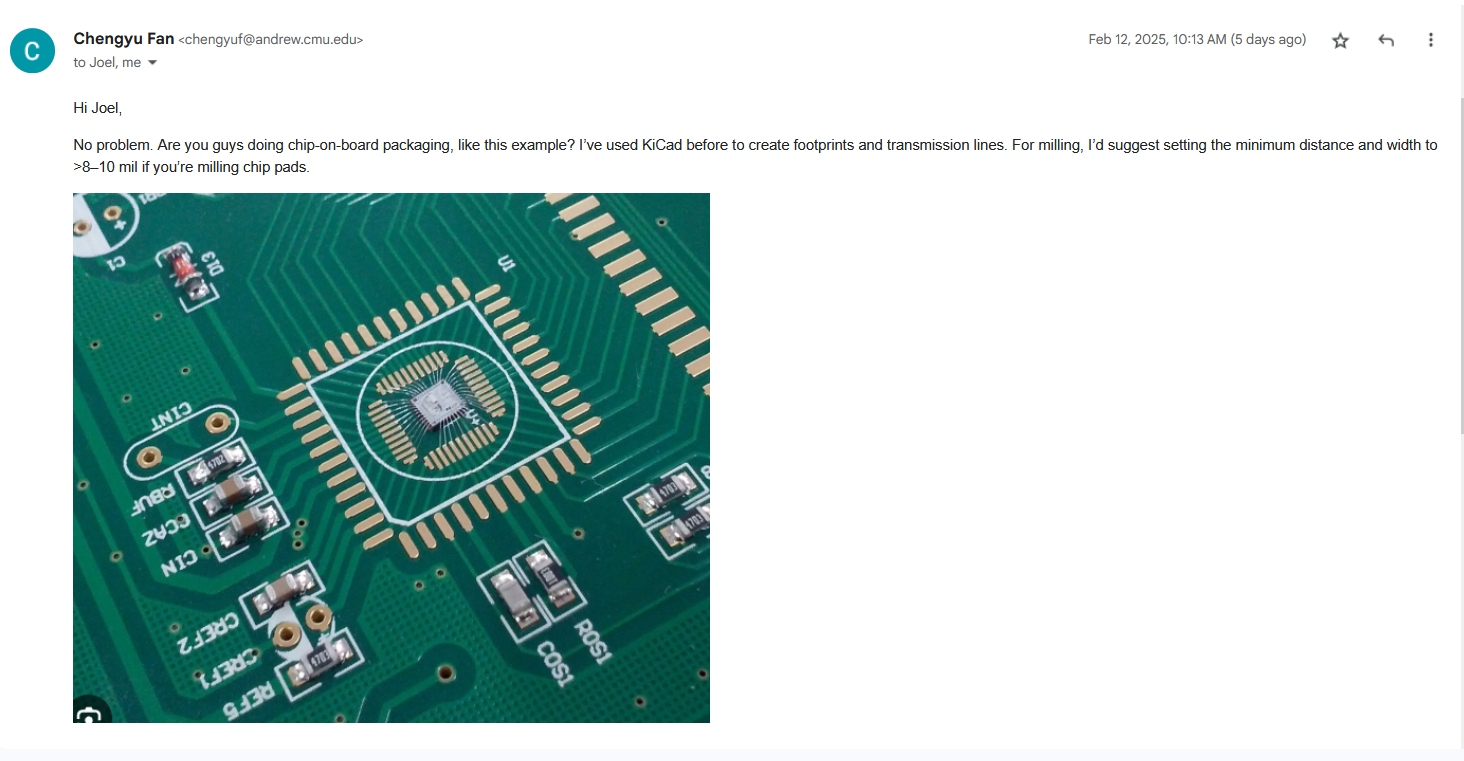 C
Chengyu Fan <chengyuf@andrew.cmu.edu>
Feb 12, 2025, 10:13 AM (5 days ago)
to Joel, me
Hi Joel,
No problem. Are you guys doing chip-on-board packaging, like this example? I've used KiCad before to create footprints and transmission lines. For milling, I'd suggest setting the minimum distance and width to
>8–10 mil if you're milling chip pads.
C1
D13
U1
CINT
RBUF
CCAZ
CIN
CREF2
CREF1
REF5
COS1
ROS1